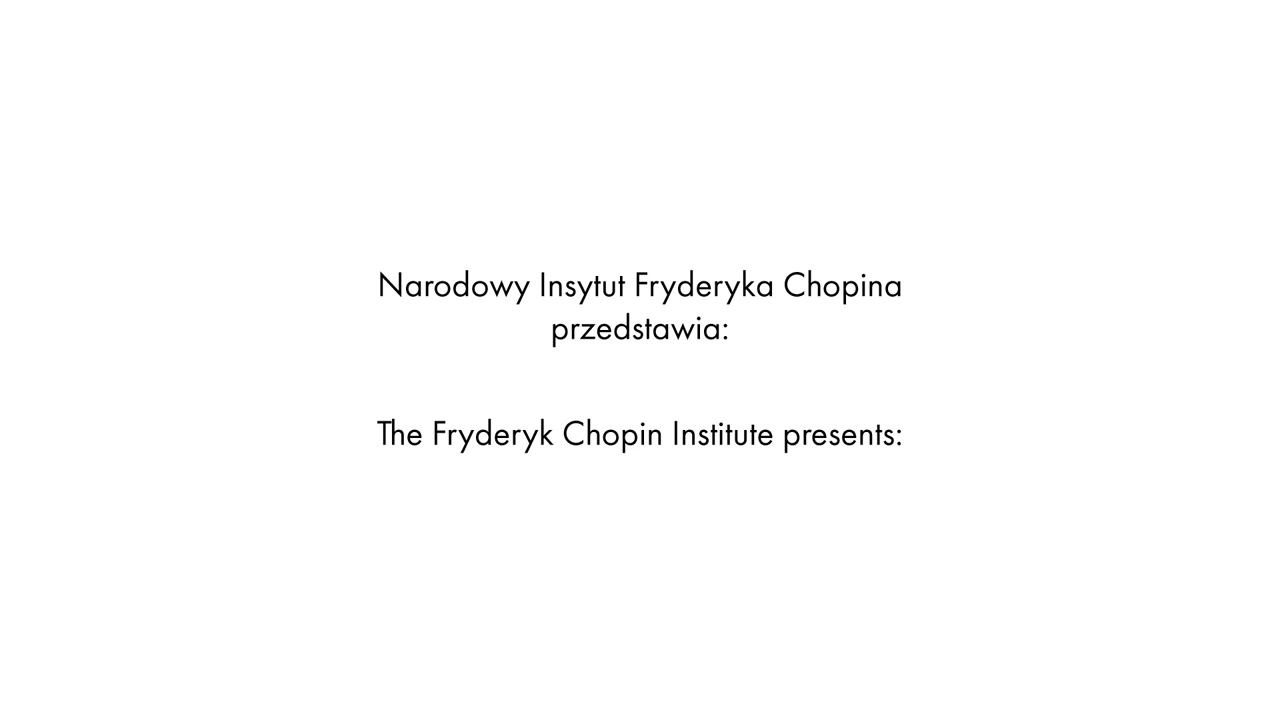 Narodowy Insytut Fryderyka Chopina
przedstawia:
The Fryderyk Chopin Institute presents: